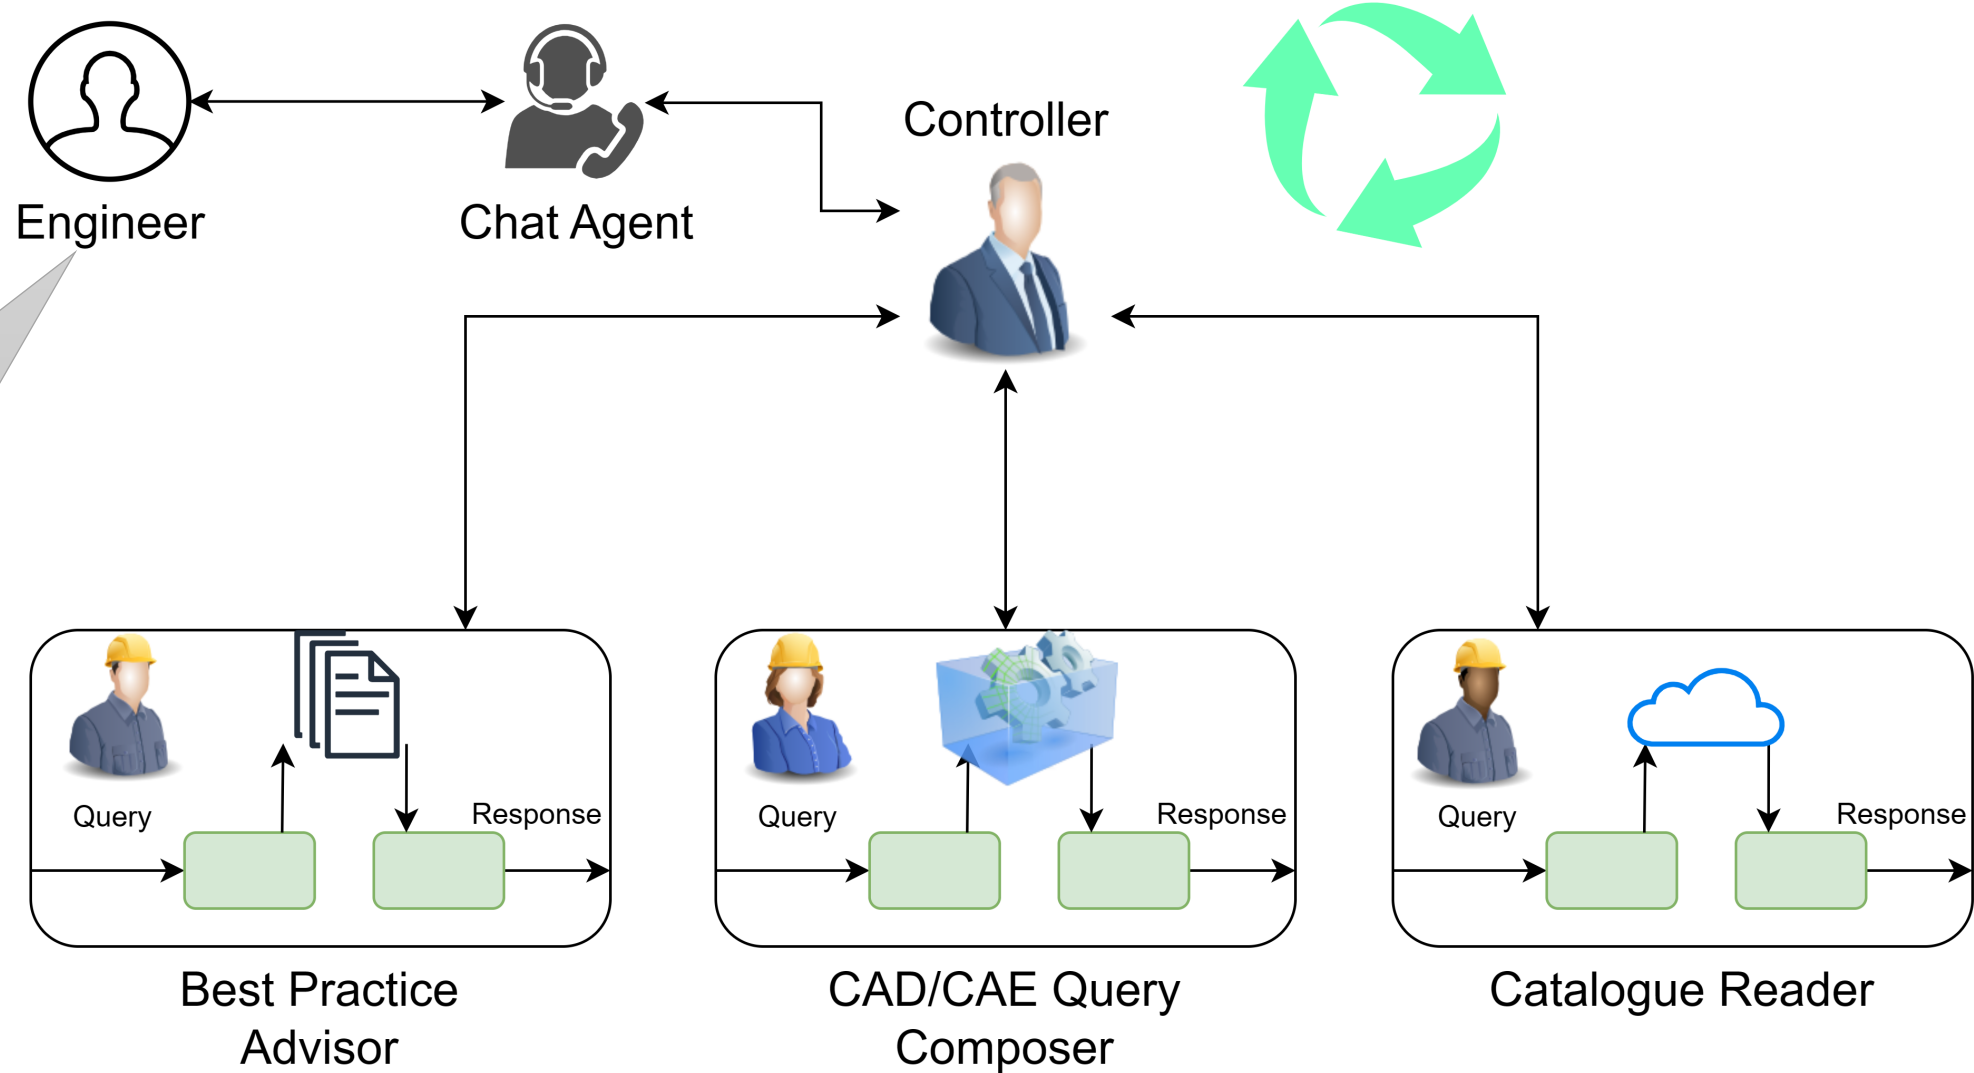 Engineer
Chat Agent
Controller
Query
Response
Query
Response
Query
Response
Best Practice
Advisor
CAD/CAE Query
Composer
Catalogue Reader